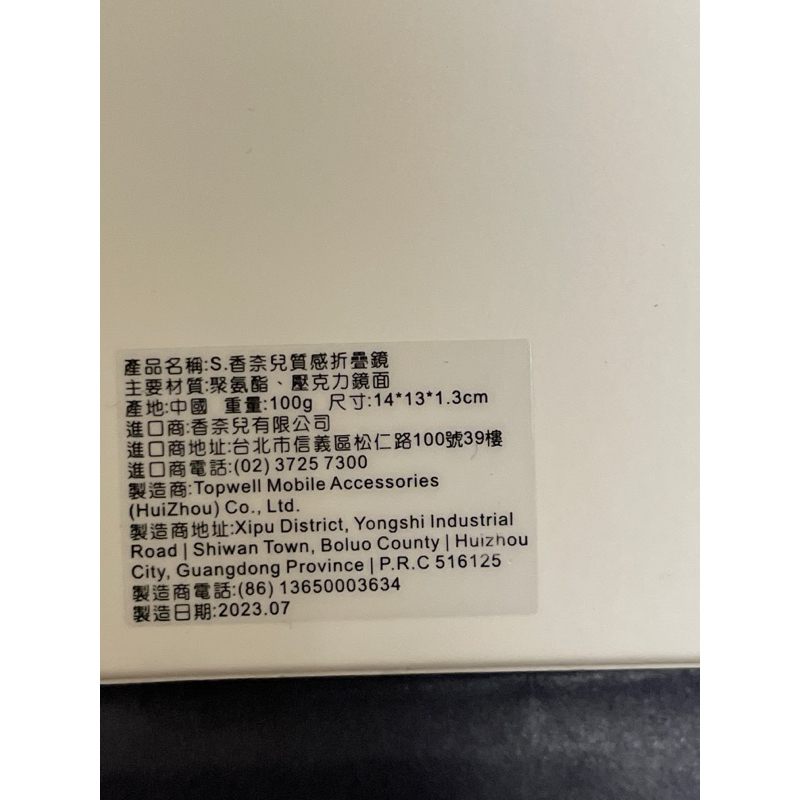 產品名稱:S.香奈兒質感折疊鏡
主要材質:聚氨酯、壓克力鏡面
產地:中國 重量:100g 尺寸:14*13*1.3cm
進口商:香奈兒有限公司
進口商地址:台北市信義區松仁路100號39樓
進口商電話:(02) 3725 7300
製造商:Topwell Mobile Accessories
(HuiZhou) Co., Ltd.
製造商地址:Xipu District, Yongshi Industrial
Road | Shiwan Town, Boluo County | Huizhou
City, Guangdong Province | P.R.C 516125
製造商電話:(86) 13650003634
製造日期:2023.07